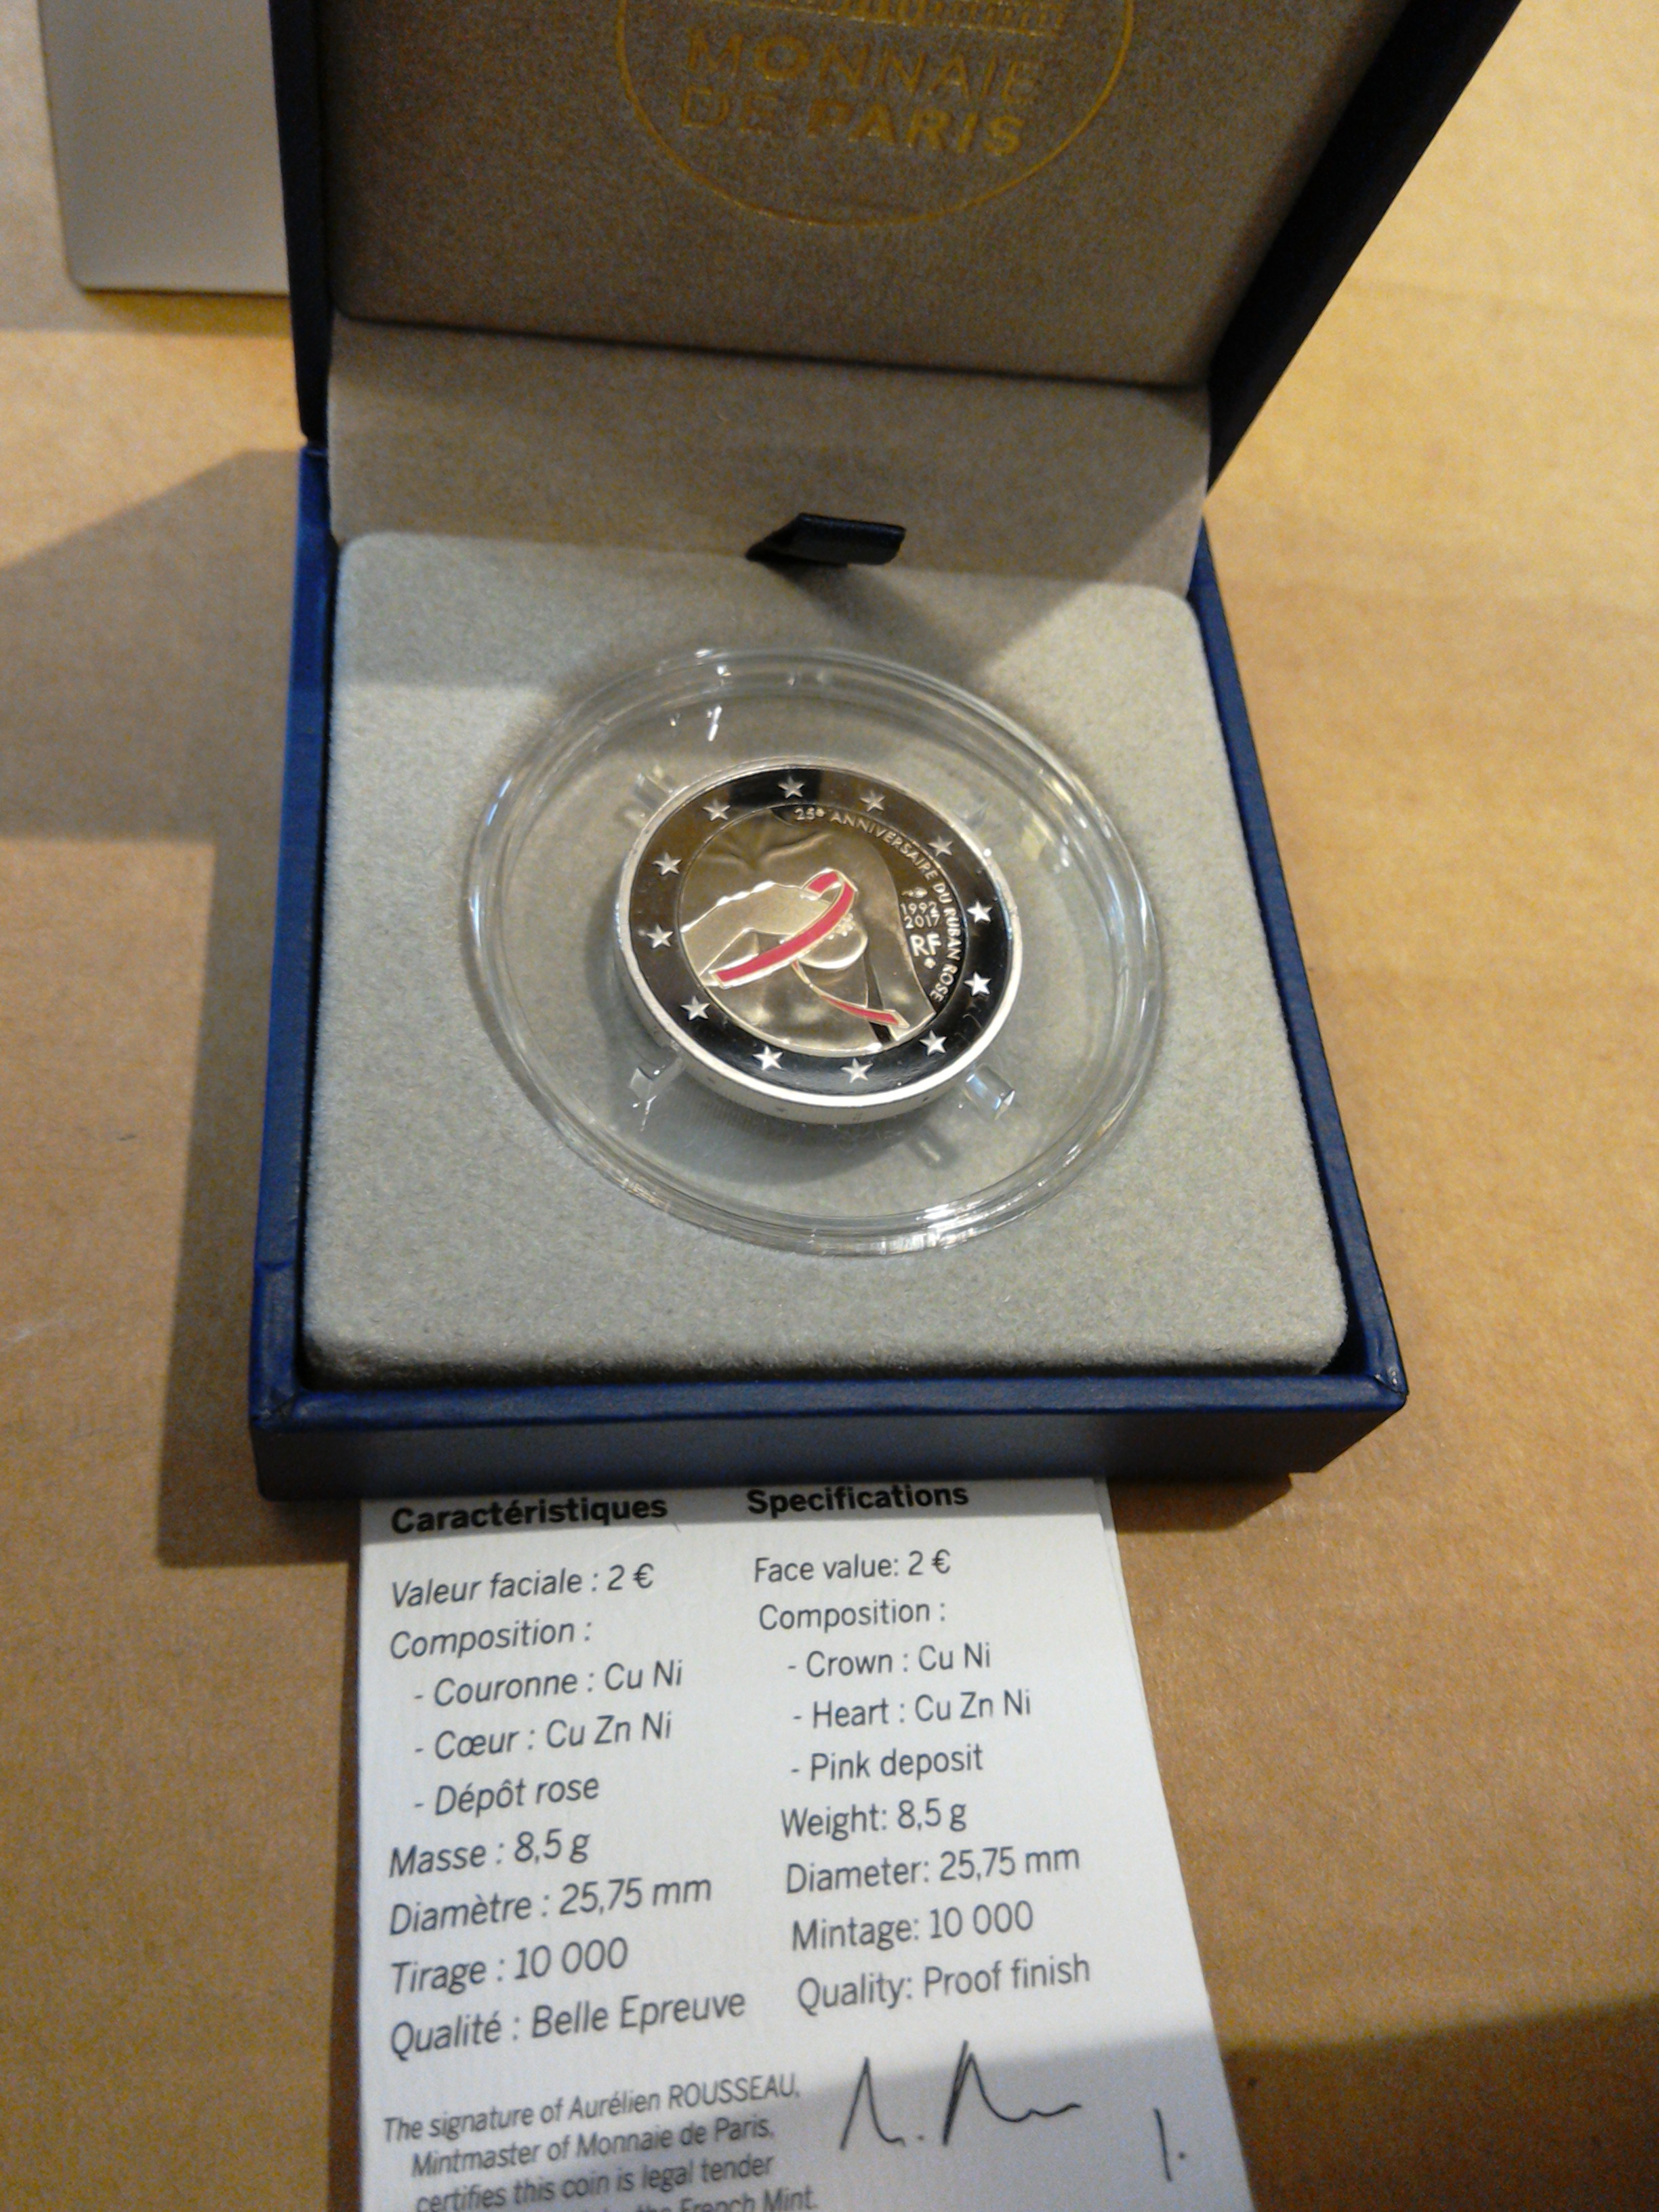 MONNAIE
DE PARIS
25e ANNIVERSAIRE DU RUBAN ROSE
1992
2017
RF
Caractéristiques
Valeur faciale : 2 €
Composition :
- Couronne : Cu Ni
- Cœur : Cu Zn Ni
- Dépôt rose
Masse : 8,5 g
Diamètre : 25,75 mm
Tirage : 10 000
Qualité : Belle Epreuve
Specifications
Face value: 2 €
Composition :
- Crown : Cu Ni
- Heart : Cu Zn Ni
- Pink deposit
Weight: 8,5 g
Diameter: 25,75 mm
Mintage: 10 000
Quality: Proof finish
The signature of Aurélien ROUSSEAU,
Mintmaster of Monnaie de Paris,
certifies this coin is legal tender
the French Mint.